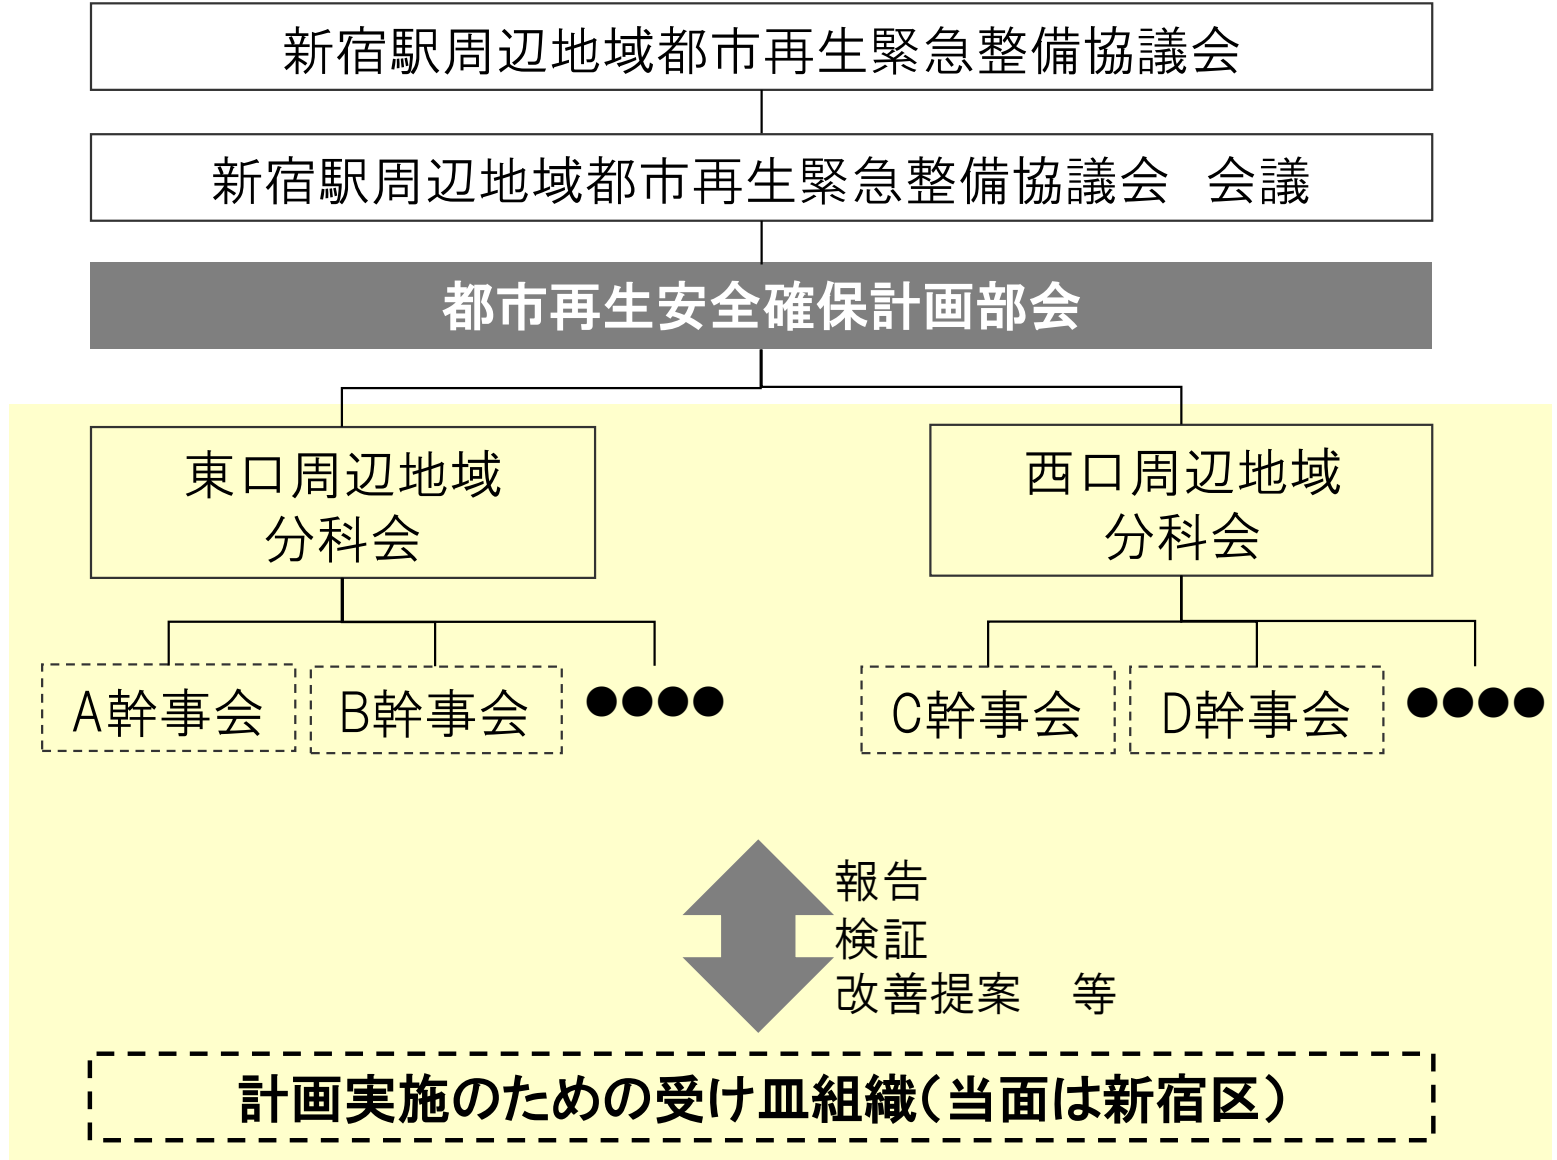 新宿駅周辺地域都市再生緊急整備協議会
新宿駅周辺地域都市再生緊急整備協議会　会議
都市再生安全確保計画部会
東口周辺地域
分科会
西口周辺地域
分科会
A幹事会
B幹事会
●●●●
C幹事会
D幹事会
●●●●
報告
検証
改善提案　等
計画実施のための受け皿組織（当面は新宿区）